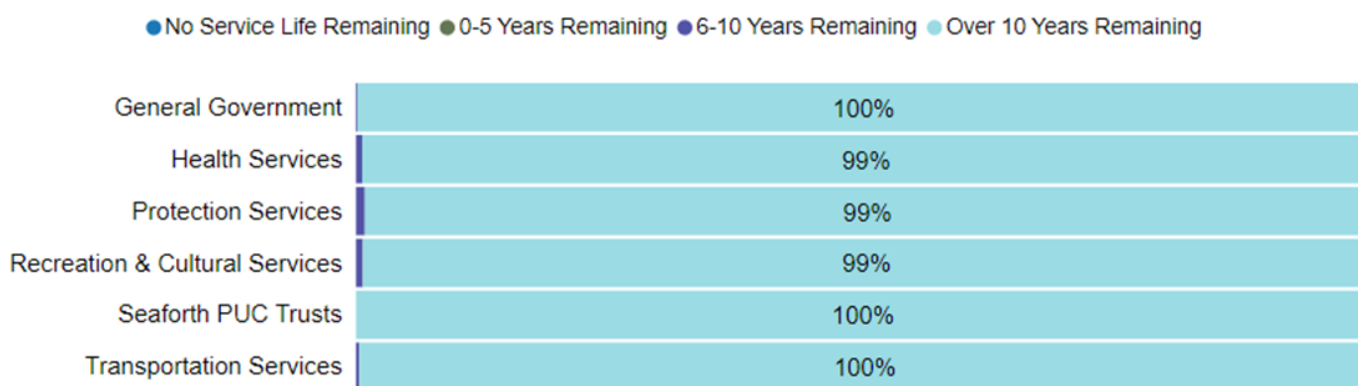 No Service Life Remaining 0-5 Years Remaining 6-10 Years Remaining Over 10 Years Remaining
General Government 100%
Health Services 99%
Protection Services 99%
Recreation & Cultural Services 99%
Seaforth PUC Trusts 100%
Transportation Services 100%